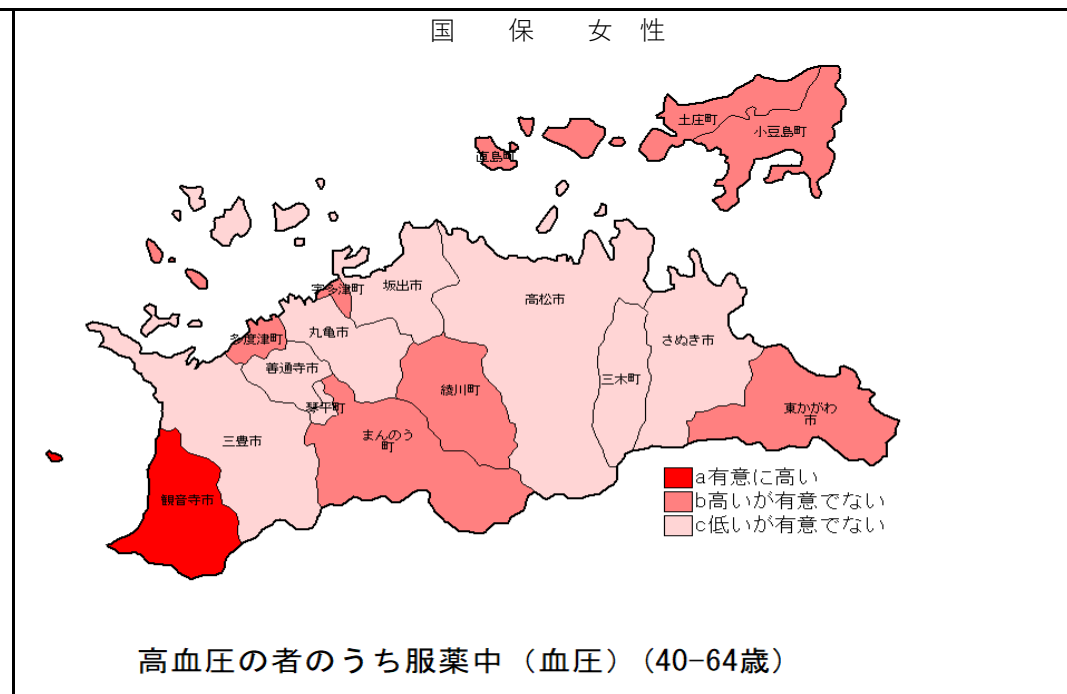 国保女性
土庄町
小豆島町
直島町
宇多津町
坂出市
高松市
多度津町
丸亀市
さぬき市
善通寺市
三木町
綾川町
琴平町
東かがわ
市
まんのう
町
三豊市
観音寺市
a有意に高い
b高いが有意でない
c低いが有意でない
高血圧の者のうち服薬中（血圧）(40-64歳)